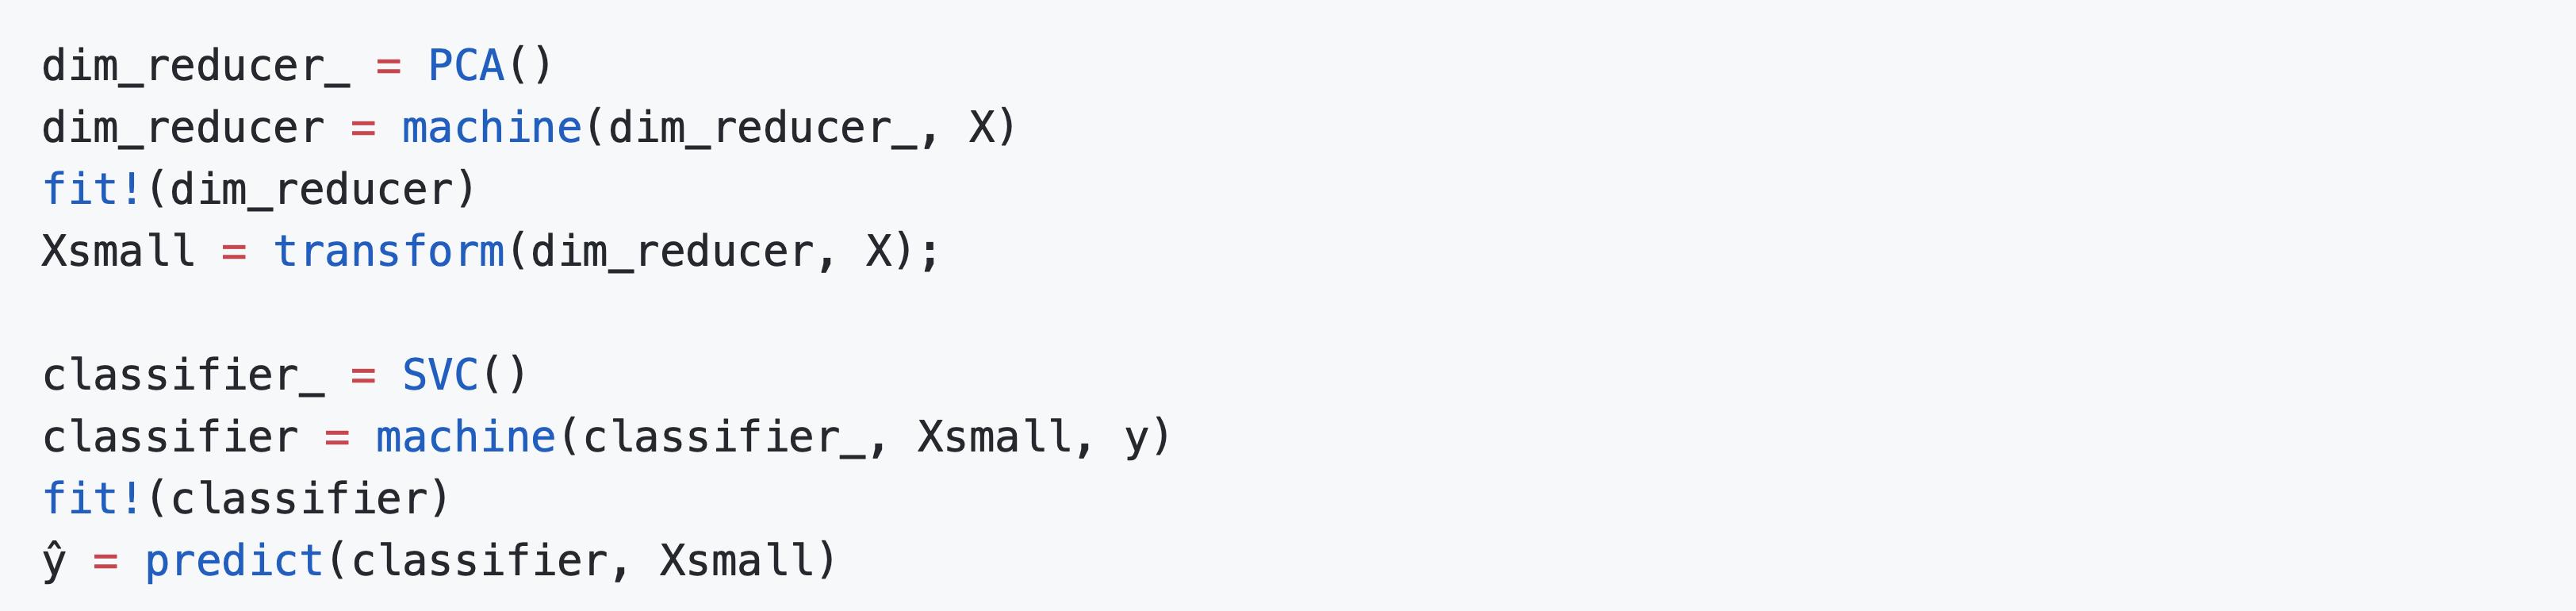 dim_reducer_ = PCA()
dim_reducer = machine(dim_reducer_, X)
fit!(dim_reducer)
Xsmall = transform(dim_reducer, X);

classifier_ = SVC()
classifier = machine(classifier_, Xsmall, y)
fit!(classifier)
ŷ = predict(classifier, Xsmall)